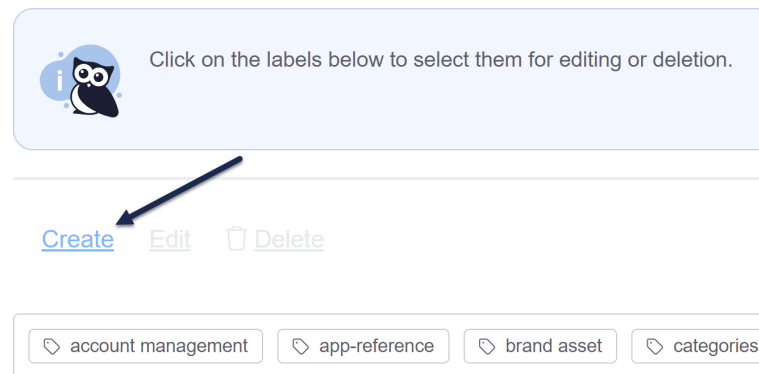 Click on the labels below to select them for editing or deletion.
Create Edit Delete
account management app-reference brand asset categories